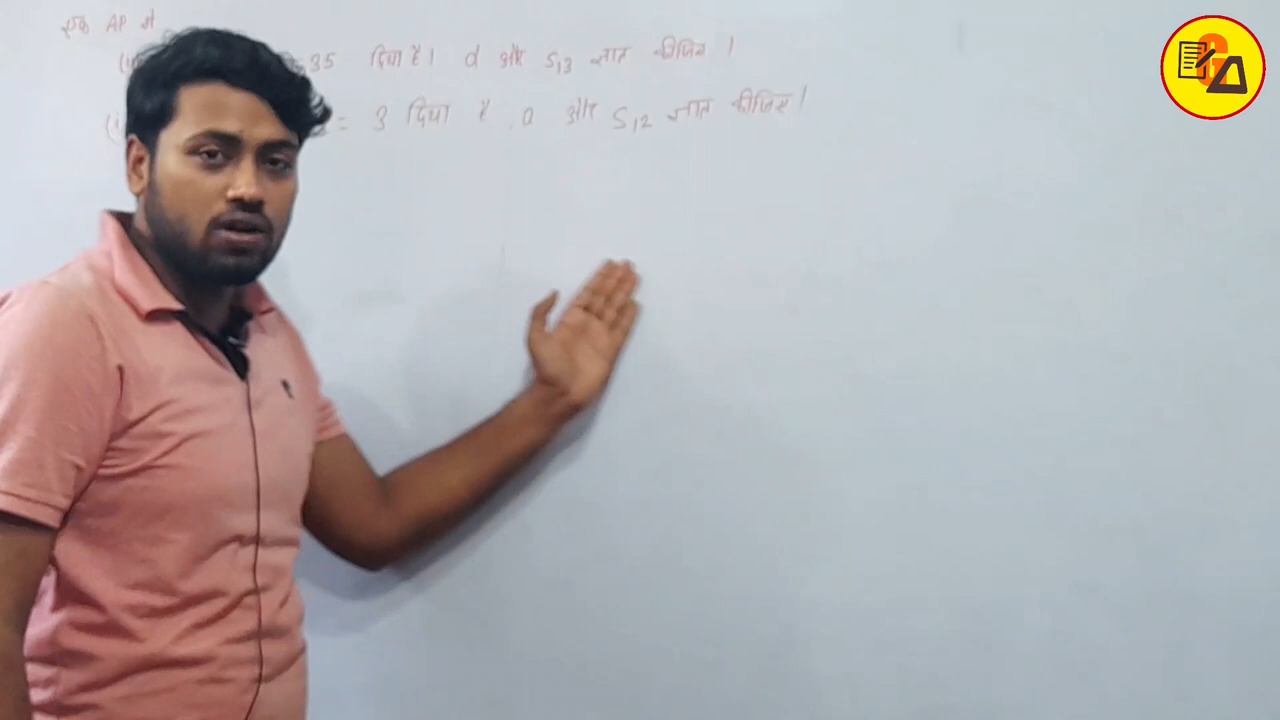 एक AP में
= 35 दिया है। d और S13 ज्ञात कीजिए।
= 3 दिया है a और S12 ज्ञात कीजिए।